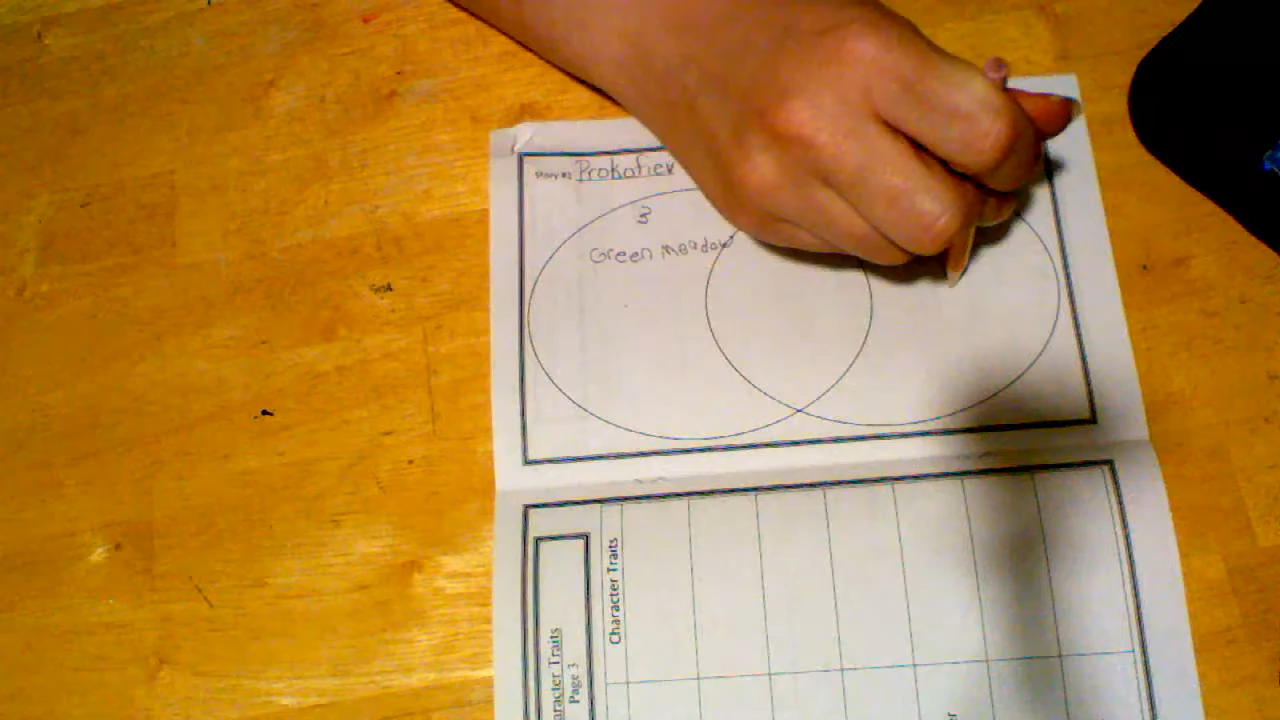 Story #1 Prokofiev
3
Green Meadow
Character Traits
Page 3
Character Traits